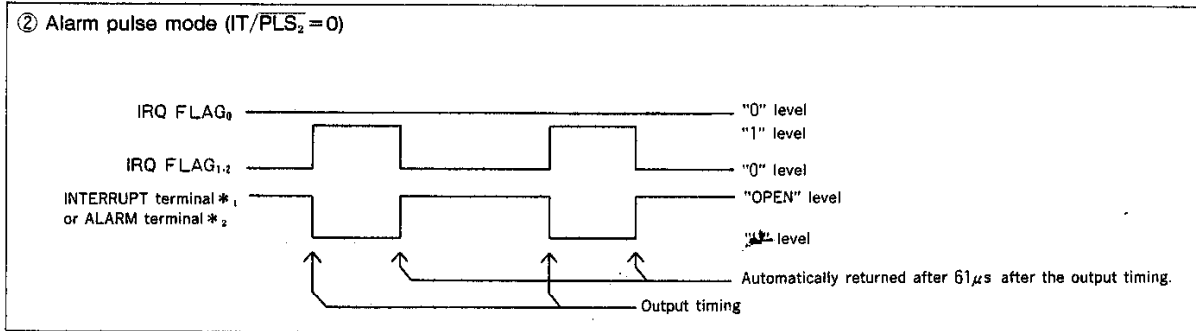 ② Alarm pulse mode (IT/PLS₂=0)
IRQ FLAG₀
"0" level
"1" level
IRQ FLAG₁.₂
"0" level
INTERRUPT terminal *₁
or ALARM terminal *₂
"OPEN" level
level
Automatically returned after 61μs after the output timing.
Output timing